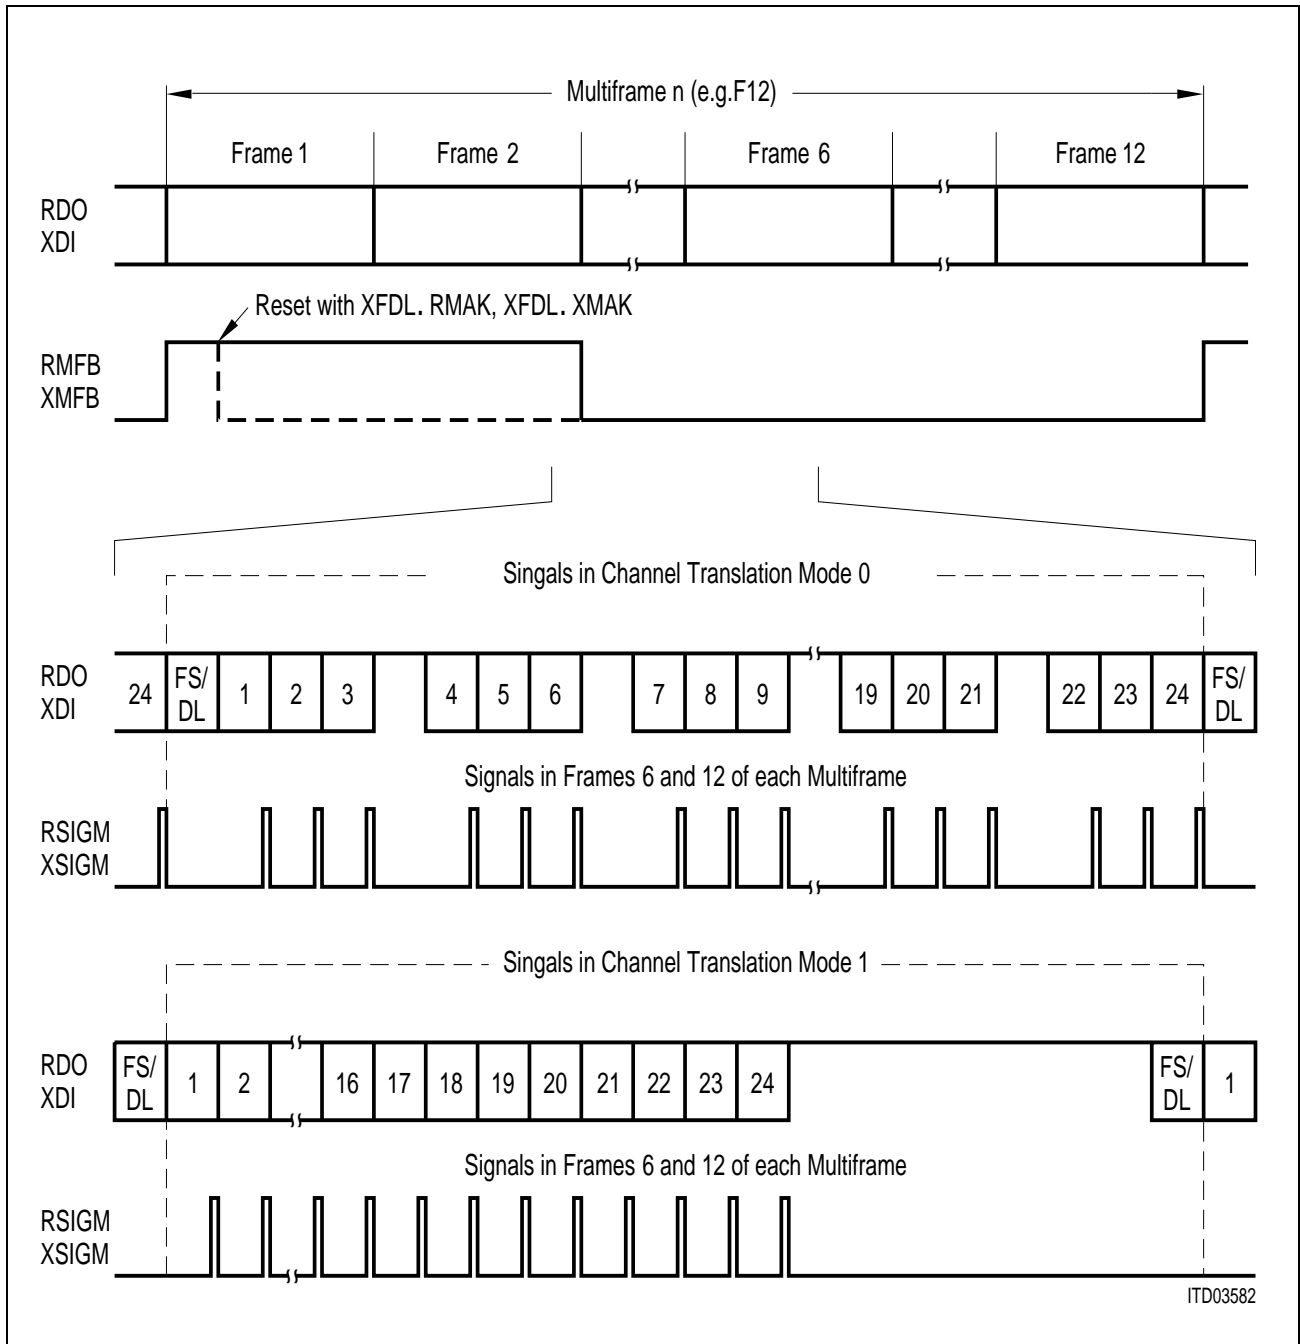 Multiframe n (e.g.F12)
Frame 1 Frame 2 Frame 6 Frame 12
RDO
XDI
Reset with XFDL. RMAK, XFDL. XMAK
RMFB
XMFB
Singals in Channel Translation Mode 0
RDO
XDI
24 FS/DL 1 2 3 4 5 6 7 8 9 19 20 21 22 23 24 FS/DL
Signals in Frames 6 and 12 of each Multiframe
RSIGM
XSIGM
Singals in Channel Translation Mode 1
RDO
XDI
FS/DL 1 2 16 17 18 19 20 21 22 23 24 FS/DL 1
Signals in Frames 6 and 12 of each Multiframe
RSIGM
XSIGM
ITD03582